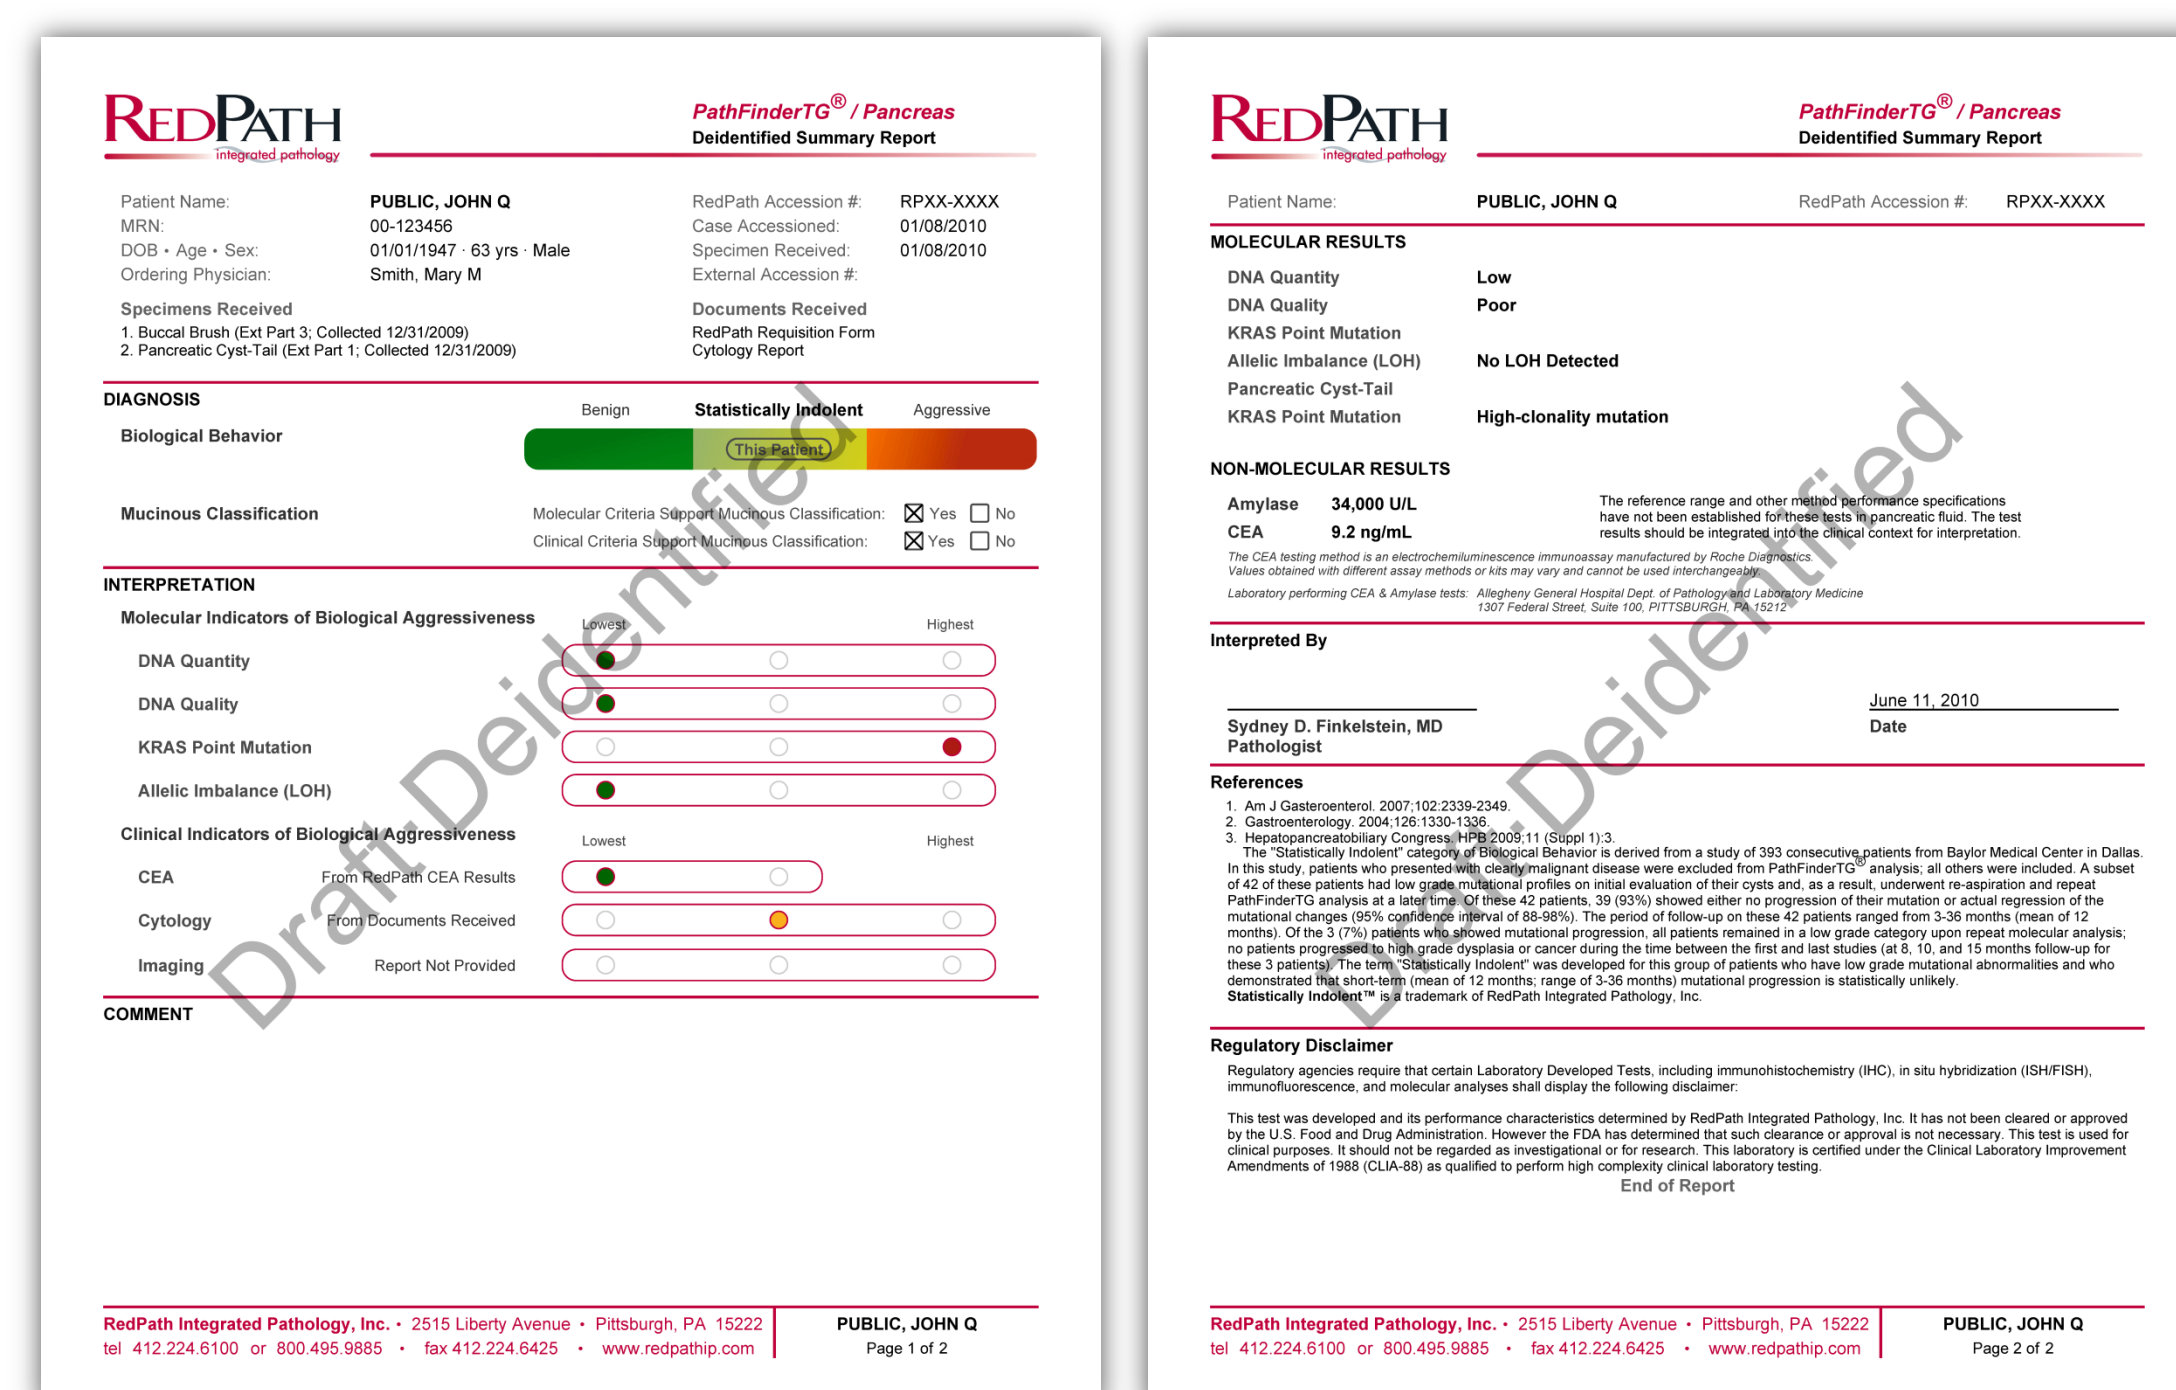 REDPATH
integrated pathology
PathFinderTG® / Pancreas
Deidentified Summary Report
Patient Name: PUBLIC, JOHN Q RedPath Accession #: RPXX-XXXX
MRN: 00-123456 Case Accessioned: 01/08/2010
DOB • Age • Sex: 01/01/1947 · 63 yrs · Male Specimen Received: 01/08/2010
Ordering Physician: Smith, Mary M External Accession #:
Specimens Received Documents Received
1. Buccal Brush (Ext Part 3; Collected 12/31/2009) RedPath Requisition Form
2. Pancreatic Cyst-Tail (Ext Part 1; Collected 12/31/2009) Cytology Report
DIAGNOSIS
Benign Statistically Indolent Aggressive
Biological Behavior
This Patient
Mucinous Classification Molecular Criteria Support Mucinous Classification: Yes No
Clinical Criteria Support Mucinous Classification: Yes No
INTERPRETATION
Molecular Indicators of Biological Aggressiveness
Lowest Highest
DNA Quantity
DNA Quality
KRAS Point Mutation
Allelic Imbalance (LOH)
Clinical Indicators of Biological Aggressiveness
Lowest Highest
CEA From RedPath CEA Results
Cytology From Documents Received
Imaging Report Not Provided
COMMENT
Draft-Deidentified
RedPath Integrated Pathology, Inc. • 2515 Liberty Avenue • Pittsburgh, PA 15222
tel 412.224.6100 or 800.495.9885 • fax 412.224.6425 • www.redpathip.com
PUBLIC, JOHN Q
Page 1 of 2
REDPATH
integrated pathology
PathFinderTG® / Pancreas
Deidentified Summary Report
Patient Name: PUBLIC, JOHN Q RedPath Accession #: RPXX-XXXX
MOLECULAR RESULTS
DNA Quantity Low
DNA Quality Poor
KRAS Point Mutation
Allelic Imbalance (LOH) No LOH Detected
Pancreatic Cyst-Tail
KRAS Point Mutation High-clonality mutation
NON-MOLECULAR RESULTS
Amylase 34,000 U/L
CEA 9.2 ng/mL
The reference range and other method performance specifications
have not been established for these tests in pancreatic fluid. The test
results should be integrated into the clinical context for interpretation.
The CEA testing method is an electrochemiluminescence immunoassay manufactured by Roche Diagnostics.
Values obtained with different assay methods or kits may vary and cannot be used interchangeably.
Laboratory performing CEA & Amylase tests: Allegheny General Hospital Dept. of Pathology and Laboratory Medicine
1307 Federal Street, Suite 100, PITTSBURGH, PA 15212
Interpreted By
June 11, 2010
Sydney D. Finkelstein, MD Date
Pathologist
References
1. Am J Gasteroenterol. 2007;102:2339-2349.
2. Gastroenterology. 2004;126:1330-1336.
3. Hepatopancreatobiliary Congress. HPB 2009;11 (Suppl 1):3.
The "Statistically Indolent" category of Biological Behavior is derived from a study of 393 consecutive patients from Baylor Medical Center in Dallas.
In this study, patients who presented with clearly malignant disease were excluded from PathFinderTG® analysis; all others were included. A subset
of 42 of these patients had low grade mutational profiles on initial evaluation of their cysts and, as a result, underwent re-aspiration and repeat
PathFinderTG analysis at a later time. Of these 42 patients, 39 (93%) showed either no progression of their mutation or actual regression of the
mutational changes (95% confidence interval of 88-98%). The period of follow-up on these 42 patients ranged from 3-36 months (mean of 12
months). Of the 3 (7%) patients who showed mutational progression, all patients remained in a low grade category upon repeat molecular analysis;
no patients progressed to high grade dysplasia or cancer during the time between the first and last studies (at 8, 10, and 15 months follow-up for
these 3 patients). The term "Statistically Indolent" was developed for this group of patients who have low grade mutational abnormalities and who
demonstrated that short-term (mean of 12 months; range of 3-36 months) mutational progression is statistically unlikely.
Statistically Indolent™ is a trademark of RedPath Integrated Pathology, Inc.
Regulatory Disclaimer
Regulatory agencies require that certain Laboratory Developed Tests, including immunohistochemistry (IHC), in situ hybridization (ISH/FISH),
immunofluorescence, and molecular analyses shall display the following disclaimer:
This test was developed and its performance characteristics determined by RedPath Integrated Pathology, Inc. It has not been cleared or approved
by the U.S. Food and Drug Administration. However the FDA has determined that such clearance or approval is not necessary. This test is used for
clinical purposes. It should not be regarded as investigational or for research. This laboratory is certified under the Clinical Laboratory Improvement
Amendments of 1988 (CLIA-88) as qualified to perform high complexity clinical laboratory testing.
End of Report
Draft-Deidentified
RedPath Integrated Pathology, Inc. • 2515 Liberty Avenue • Pittsburgh, PA 15222
tel 412.224.6100 or 800.495.9885 • fax 412.224.6425 • www.redpathip.com
PUBLIC, JOHN Q
Page 2 of 2